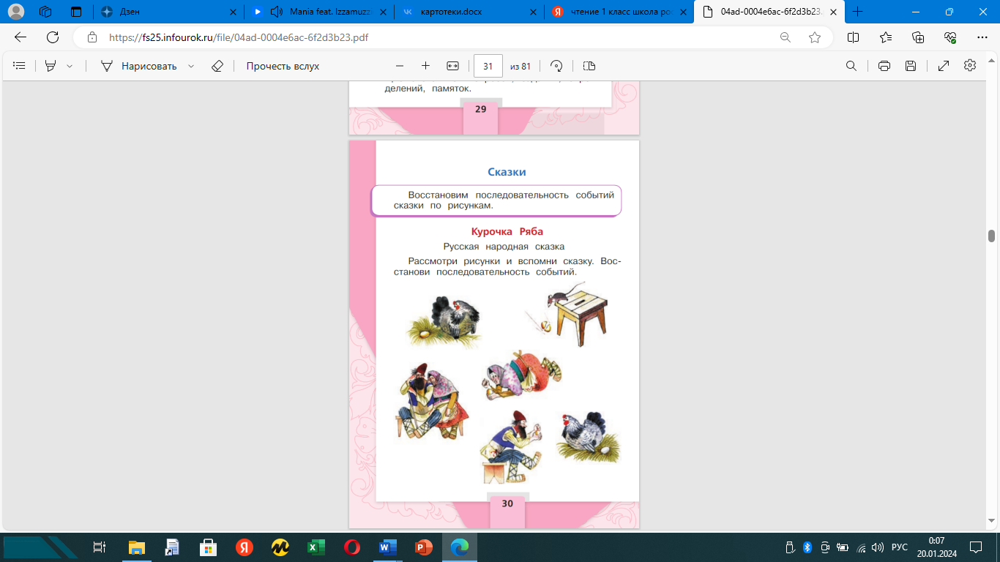 Дзен
Mania feat. Izzamuzz
картотеки.docx
чтение 1 класс школа рос
04ad-0004e6ac-6f2d3b23.
https://fs25.infourok.ru/file/04ad-0004e6ac-6f2d3b23.pdf
Нарисовать
Прочесть вслух
31
из 81
делений, памяток.
29
Сказки
Восстановим последовательность событий
сказки по рисункам.
Курочка Ряба
Русская народная сказка
Рассмотри рисунки и вспомни сказку. Вос-
станови последовательность событий.
30
РУС
0:07
20.01.2024